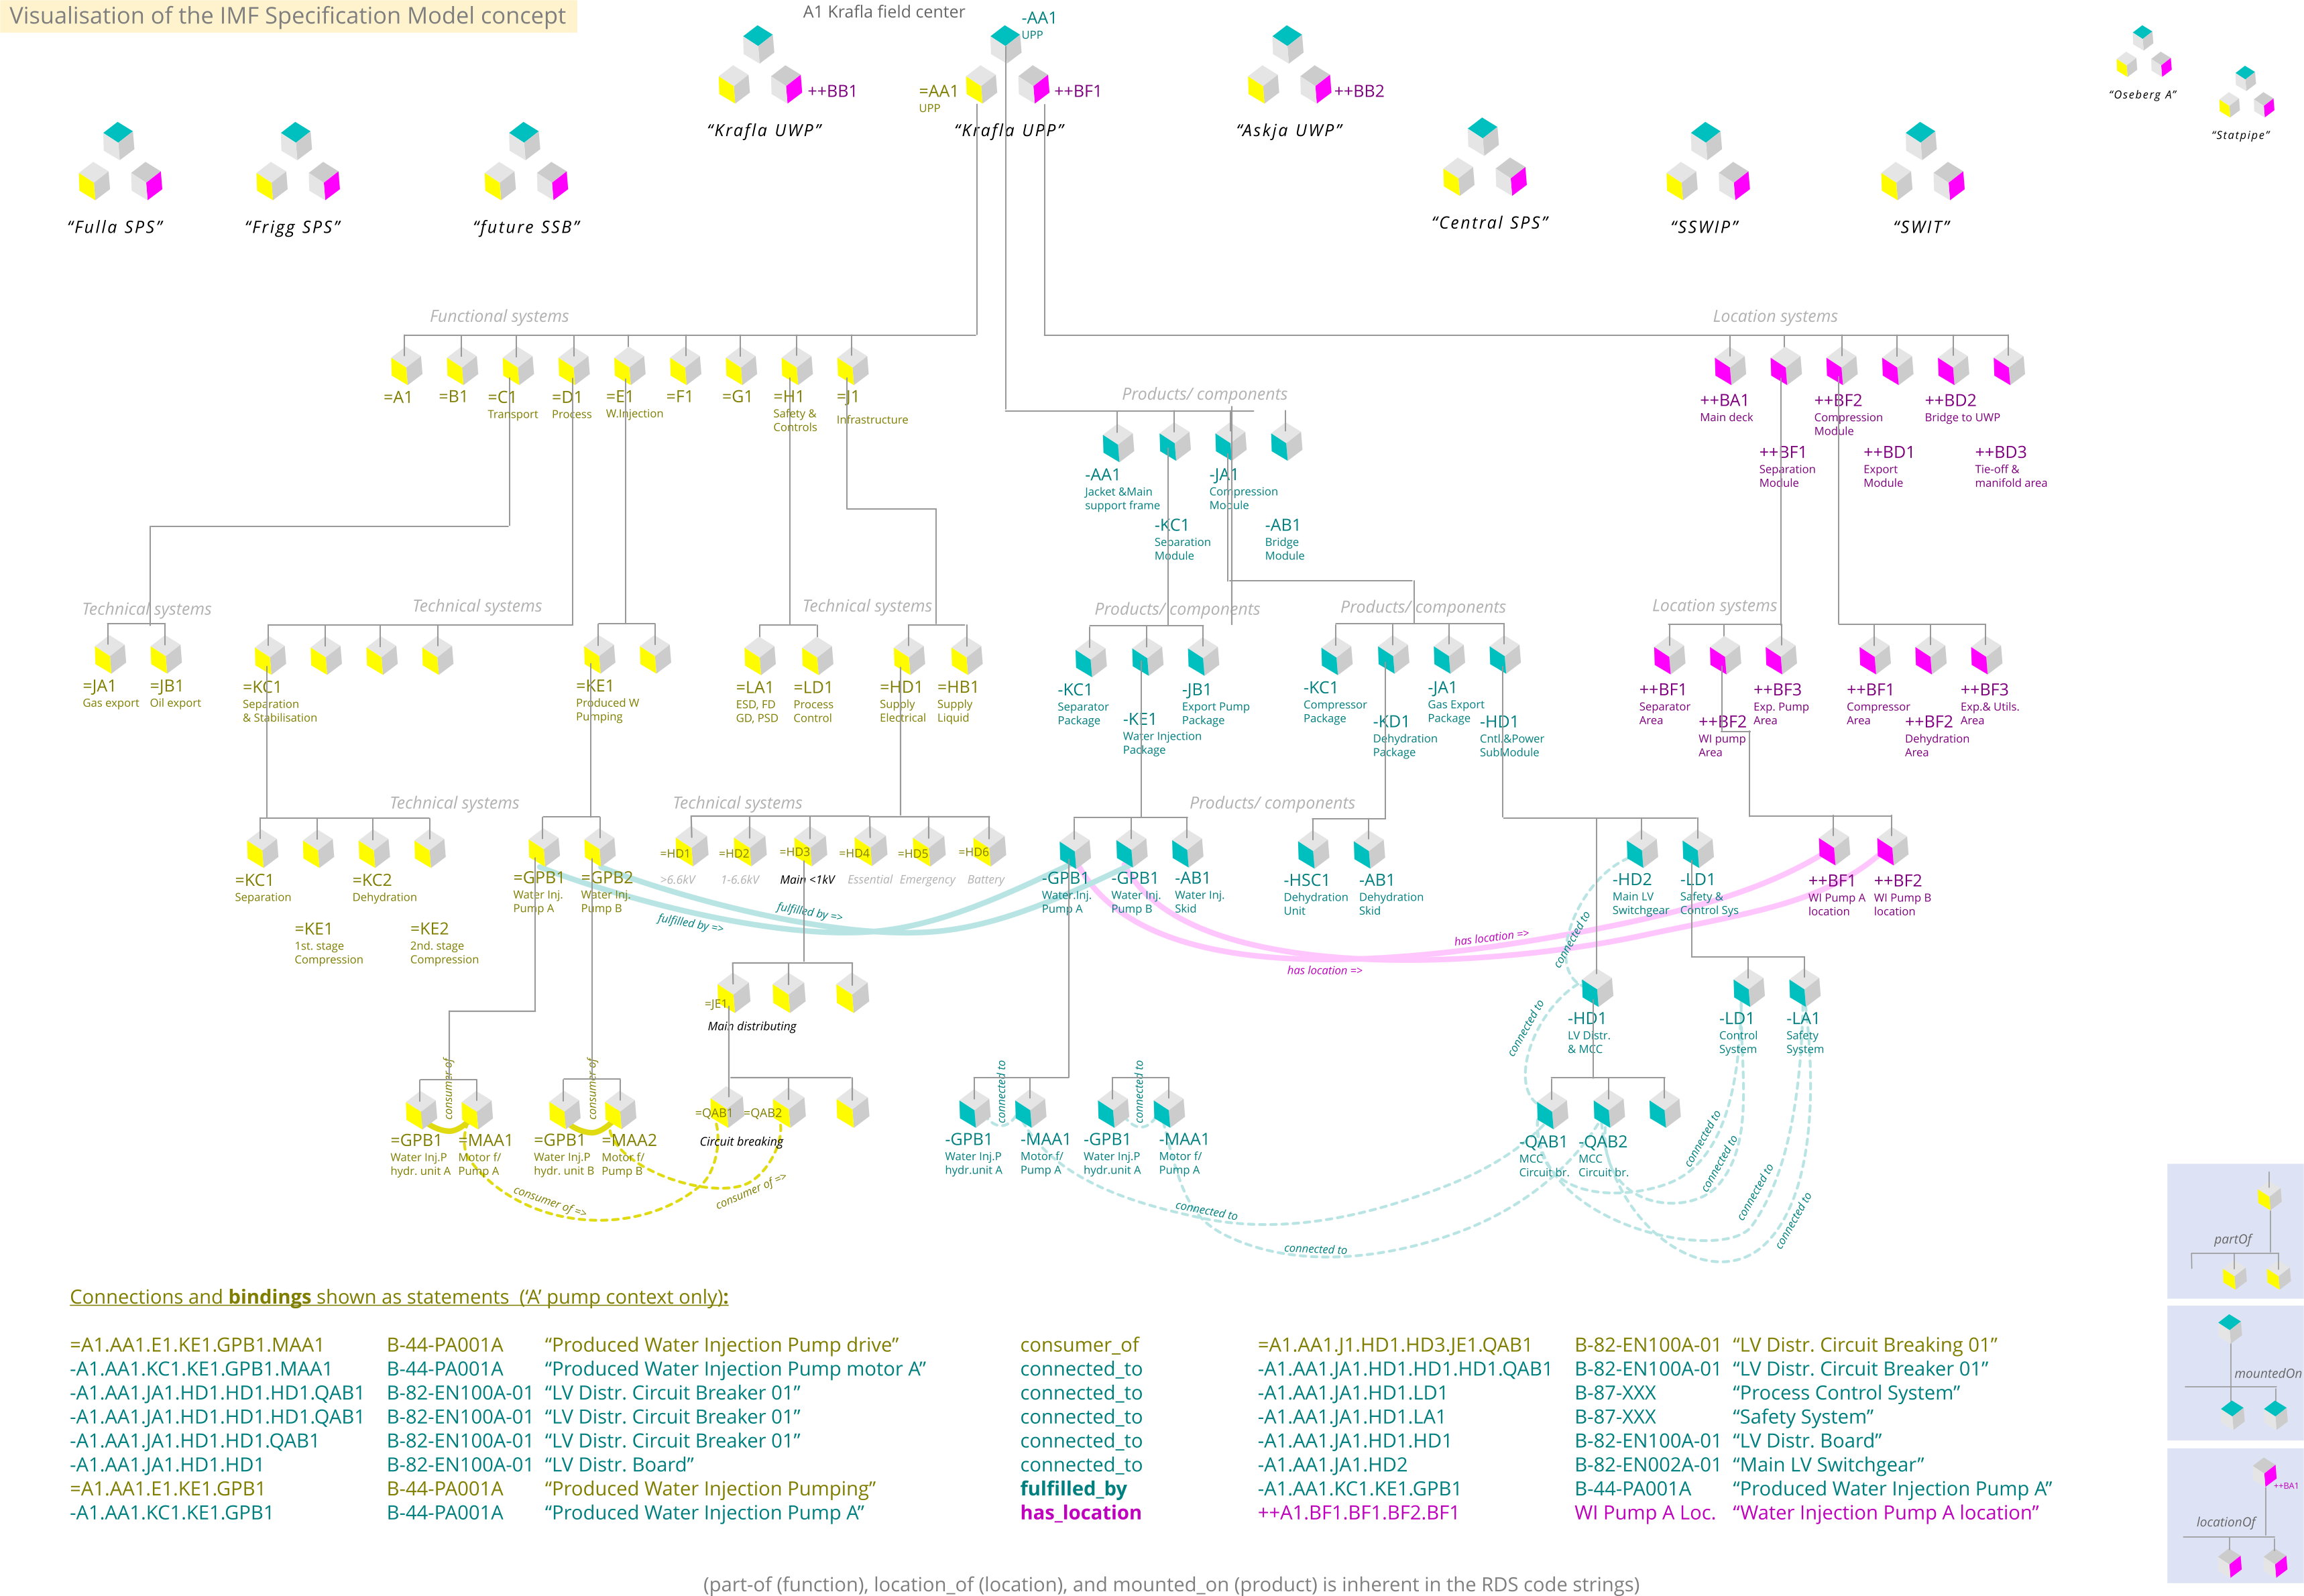 Visualisation of the IMF Specification Model concept
A1 Krafla field center
-AA1
UPP
=AA1
UPP
++BB1
++BF1
++BB2
“Krafla UWP”
“Krafla UPP”
“Askja UWP”
“Oseberg A”
“Statpipe”
“Fulla SPS”
“Frigg SPS”
“future SSB”
“Central SPS”
“SSWIP”
“SWIT”
Functional systems
Location systems
=A1
=B1
=C1
Transport
=D1
Process
=E1
W.Injection
=F1
=G1
=H1
Safety &
Controls
=J1
Infrastructure
Products/ components
++BA1
Main deck
++BF2
Compression
Module
++BD2
Bridge to UWP
++BF1
Separation
Module
++BD1
Export
Module
++BD3
Tie-off &
manifold area
-AA1
Jacket &Main
support frame
-JA1
Compression
Module
-KC1
Separation
Module
-AB1
Bridge
Module
Technical systems
Technical systems
Technical systems
Products/ components
Products/ components
Location systems
=JA1
Gas export
=JB1
Oil export
=KC1
Separation
& Stabilisation
=KE1
Produced W
Pumping
=LA1
ESD, FD
GD, PSD
=LD1
Process
Control
=HD1
Supply
Electrical
=HB1
Supply
Liquid
-KC1
Separator
Package
-KE1
Water Injection
Package
-JB1
Export Pump
Package
-KC1
Compressor
Package
-KD1
Dehydration
Package
-JA1
Gas Export
Package
-HD1
Cntl.&Power
SubModule
++BF1
Separator
Area
++BF2
WI pump
Area
++BF3
Exp. Pump
Area
++BF1
Compressor
Area
++BF2
Dehydration
Area
++BF3
Exp.& Utils.
Area
Technical systems
Technical systems
Products/ components
=KC1
Separation
=KE1
1st. stage
Compression
=KC2
Dehydration
=KE2
2nd. stage
Compression
=GPB1
Water Inj.
Pump A
=GPB2
Water Inj.
Pump B
=HD1
>6.6kV
=HD2
1-6.6kV
=HD3
Main <1kV
=HD4
Essential
=HD5
Emergency
=HD6
Battery
-GPB1
Water.Inj.
Pump A
-GPB1
Water Inj.
Pump B
-AB1
Water Inj.
Skid
-HSC1
Dehydration
Unit
-AB1
Dehydration
Skid
-HD2
Main LV
Switchgear
-LD1
Safety &
Control Sys
++BF1
WI Pump A
location
++BF2
WI Pump B
location
fulfilled by =>
fulfilled by =>
has location =>
has location =>
connected to
=JE1
Main distributing
connected to
-HD1
LV Distr.
& MCC
-LD1
Control
System
-LA1
Safety
System
consumer of
consumer of
connected to
connected to
=GPB1
Water Inj.P
hydr. unit A
=MAA1
Motor f/
Pump A
=GPB1
Water Inj.P
hydr. unit B
=MAA2
Motor f/
Pump B
=QAB1
=QAB2
Circuit breaking
-GPB1
Water Inj.P
hydr.unit A
-MAA1
Motor f/
Pump A
-GPB1
Water Inj.P
hydr.unit A
-MAA1
Motor f/
Pump A
-QAB1
MCC
Circuit br.
-QAB2
MCC
Circuit br.
consumer of =>
consumer of =>
connected to
connected to
connected to
connected to
connected to
connected to
partOf
mountedOn
++BA1
locationOf
Connections and bindings shown as statements (‘A’ pump context only):
=A1.AA1.E1.KE1.GPB1.MAA1 B-44-PA001A “Produced Water Injection Pump drive” consumer_of =A1.AA1.J1.HD1.HD3.JE1.QAB1 B-82-EN100A-01 “LV Distr. Circuit Breaking 01”
-A1.AA1.KC1.KE1.GPB1.MAA1 B-44-PA001A “Produced Water Injection Pump motor A” connected_to -A1.AA1.JA1.HD1.HD1.HD1.QAB1 B-82-EN100A-01 “LV Distr. Circuit Breaker 01”
-A1.AA1.JA1.HD1.HD1.HD1.QAB1 B-82-EN100A-01 “LV Distr. Circuit Breaker 01” connected_to -A1.AA1.JA1.HD1.LD1 B-87-XXX “Process Control System”
-A1.AA1.JA1.HD1.HD1.HD1.QAB1 B-82-EN100A-01 “LV Distr. Circuit Breaker 01” connected_to -A1.AA1.JA1.HD1.LA1 B-87-XXX “Safety System”
-A1.AA1.JA1.HD1.HD1.QAB1 B-82-EN100A-01 “LV Distr. Circuit Breaker 01” connected_to -A1.AA1.JA1.HD1.HD1 B-82-EN100A-01 “LV Distr. Board”
-A1.AA1.JA1.HD1.HD1 B-82-EN100A-01 “LV Distr. Board” connected_to -A1.AA1.JA1.HD2 B-82-EN002A-01 “Main LV Switchgear”
=A1.AA1.E1.KE1.GPB1 B-44-PA001A “Produced Water Injection Pumping” fulfilled_by -A1.AA1.KC1.KE1.GPB1 B-44-PA001A “Produced Water Injection Pump A”
-A1.AA1.KC1.KE1.GPB1 B-44-PA001A “Produced Water Injection Pump A” has_location ++A1.BF1.BF1.BF2.BF1 WI Pump A Loc. “Water Injection Pump A location”
(part-of (function), location_of (location), and mounted_on (product) is inherent in the RDS code strings)